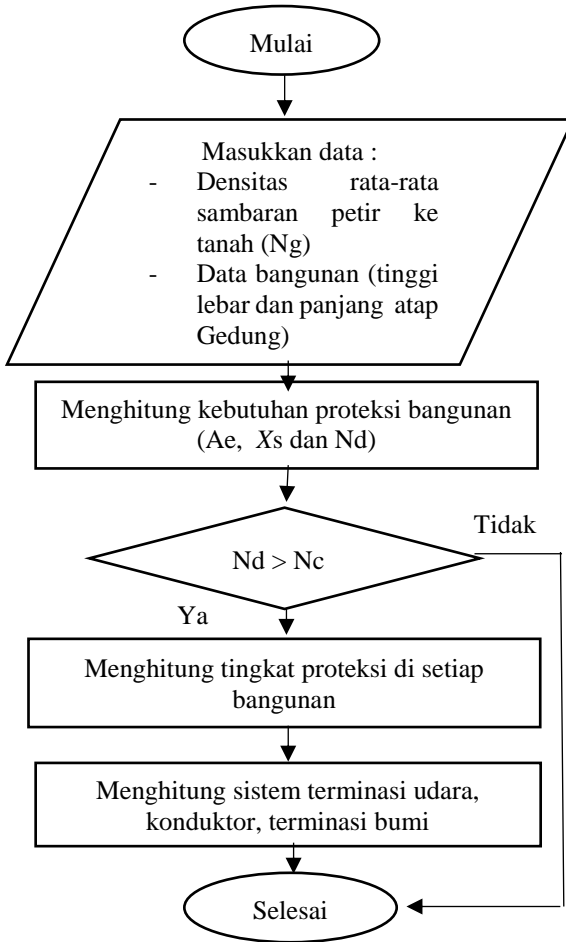 Mulai
Masukkan data :
- Densitas rata-rata
sambaran petir ke
tanah (Ng)
- Data bangunan (tinggi
lebar dan panjang atap
Gedung)
Menghitung kebutuhan proteksi bangunan
(Ae, Xs dan Nd)
Nd > Nc
Tidak
Ya
Menghitung tingkat proteksi di setiap
bangunan
Menghitung sistem terminasi udara,
konduktor, terminasi bumi
Selesai